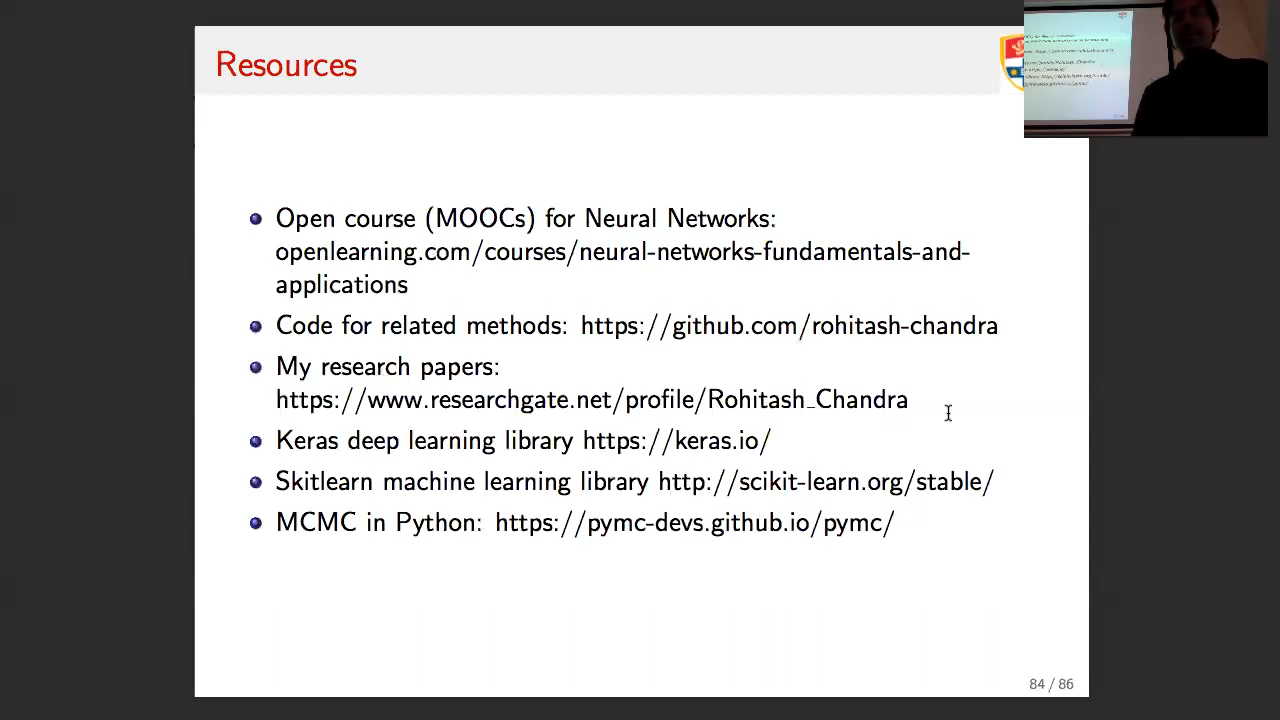 Resources
Open course (MOOCs) for Neural Networks:
openlearning.com/courses/neural-networks-fundamentals-and-
applications
Code for related methods: https://github.com/rohitash-chandra
My research papers:
https://www.researchgate.net/profile/Rohitash_Chandra
Keras deep learning library https://keras.io/
Skitlearn machine learning library http://scikit-learn.org/stable/
MCMC in Python: https://pymc-devs.github.io/pymc/
84 / 86